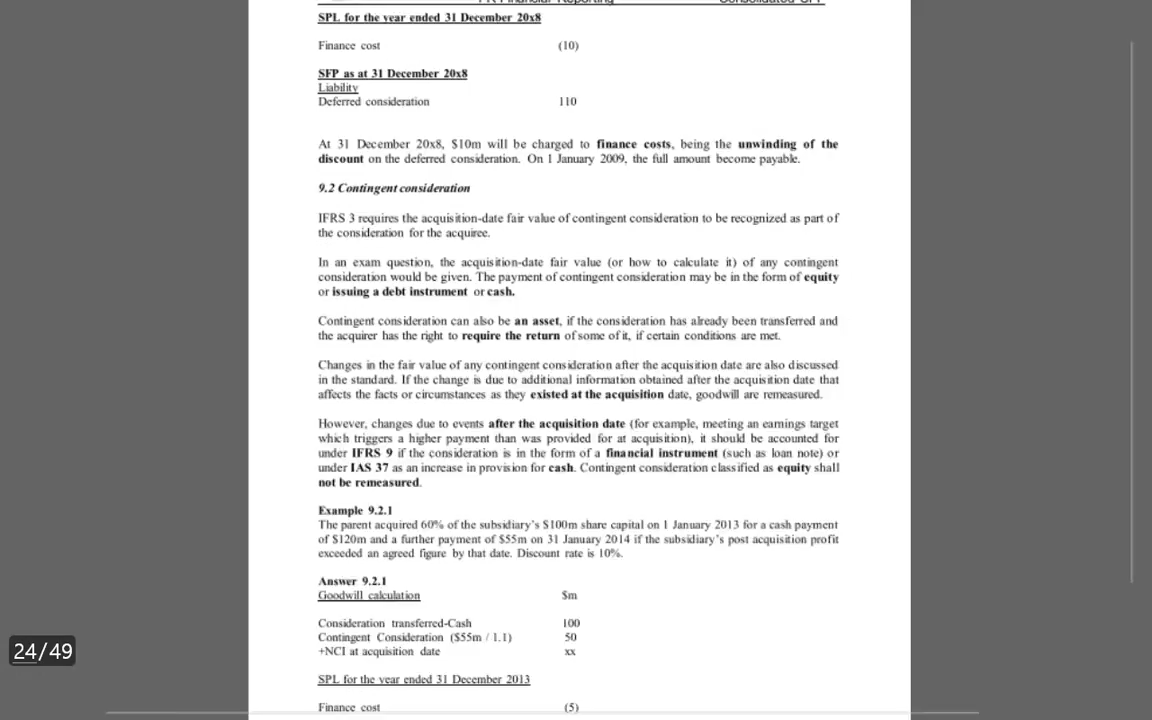 FR Financial Reporting Consolidated SFP
SPL for the year ended 31 December 20x8
Finance cost (10)
SFP as at 31 December 20x8
Liability
Deferred consideration 110
At 31 December 20x8, $10m will be charged to finance costs, being the unwinding of the
discount on the deferred consideration. On 1 January 2009, the full amount become payable.
9.2 Contingent consideration
IFRS 3 requires the acquisition-date fair value of contingent consideration to be recognized as part of
the consideration for the acquiree.
In an exam question, the acquisition-date fair value (or how to calculate it) of any contingent
consideration would be given. The payment of contingent consideration may be in the form of equity
or issuing a debt instrument or cash.
Contingent consideration can also be an asset, if the consideration has already been transferred and
the acquirer has the right to require the return of some of it, if certain conditions are met.
Changes in the fair value of any contingent consideration after the acquisition date are also discussed
in the standard. If the change is due to additional information obtained after the acquisition date that
affects the facts or circumstances as they existed at the acquisition date, goodwill are remeasured.
However, changes due to events after the acquisition date (for example, meeting an earnings target
which triggers a higher payment than was provided for at acquisition), it should be accounted for
under IFRS 9 if the consideration is in the form of a financial instrument (such as loan note) or
under IAS 37 as an increase in provision for cash. Contingent consideration classified as equity shall
not be remeasured.
Example 9.2.1
The parent acquired 60% of the subsidiary's $100m share capital on 1 January 2013 for a cash payment
of $120m and a further payment of $55m on 31 January 2014 if the subsidiary's post acquisition profit
exceeded an agreed figure by that date. Discount rate is 10%.
Answer 9.2.1
Goodwill calculation $m
Consideration transferred-Cash 100
Contingent Consideration ($55m / 1.1) 50
+NCI at acquisition date xx
24/49
SPL for the year ended 31 December 2013
Finance cost (5)